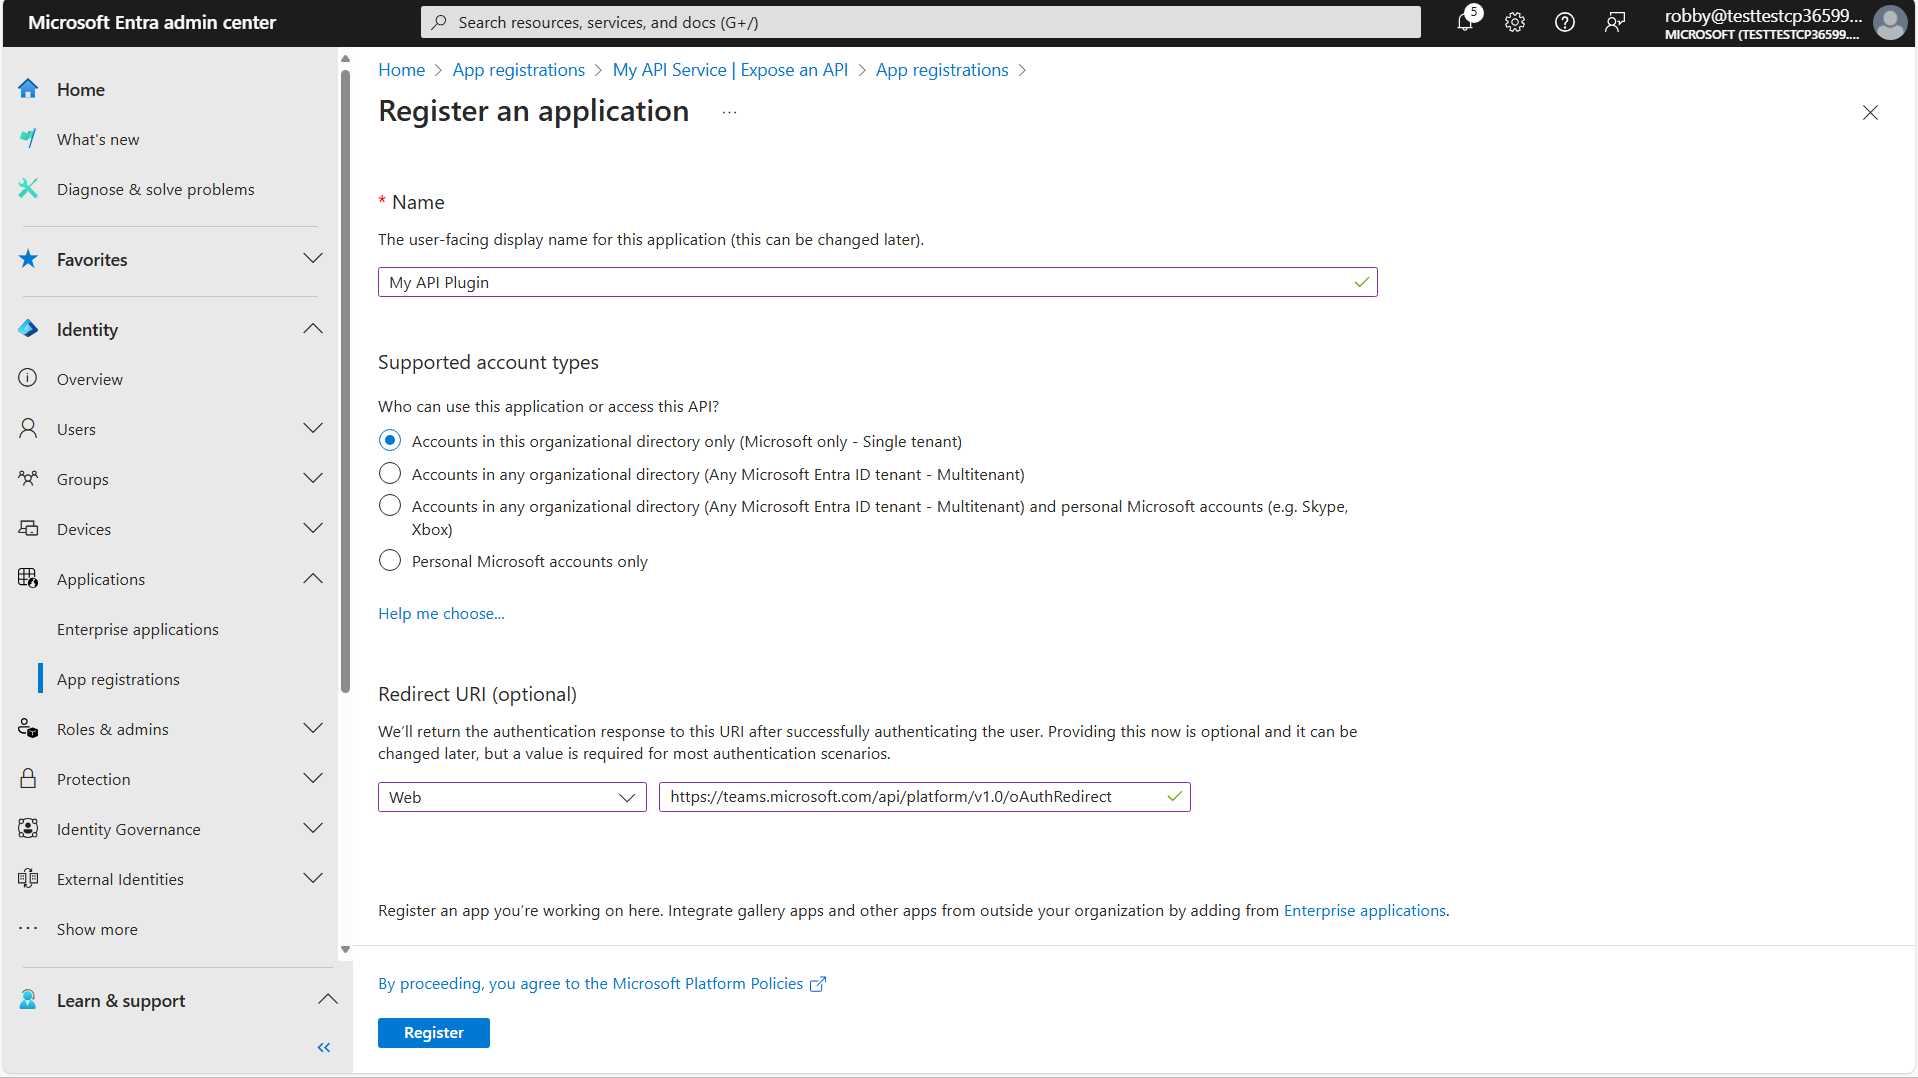 Microsoft Entra admin center
Search resources, services, and docs (G+/)
5
robby@testtestcp36599...
MICROSOFT (TESTTESTCP36599....
Home
What's new
Diagnose & solve problems
Favorites
Identity
Overview
Users
Groups
Devices
Applications
Enterprise applications
App registrations
Roles & admins
Protection
Identity Governance
External Identities
Show more
Learn & support
Home > App registrations > My API Service | Expose an API > App registrations >
Register an application ...
* Name
The user-facing display name for this application (this can be changed later).
My API Plugin
Supported account types
Who can use this application or access this API?
Accounts in this organizational directory only (Microsoft only - Single tenant)
Accounts in any organizational directory (Any Microsoft Entra ID tenant - Multitenant)
Accounts in any organizational directory (Any Microsoft Entra ID tenant - Multitenant) and personal Microsoft accounts (e.g. Skype,
Xbox)
Personal Microsoft accounts only
Help me choose...
Redirect URI (optional)
We'll return the authentication response to this URI after successfully authenticating the user. Providing this now is optional and it can be
changed later, but a value is required for most authentication scenarios.
Web
https://teams.microsoft.com/api/platform/v1.0/oAuthRedirect
Register an app you're working on here. Integrate gallery apps and other apps from outside your organization by adding from Enterprise applications.
By proceeding, you agree to the Microsoft Platform Policies
Register